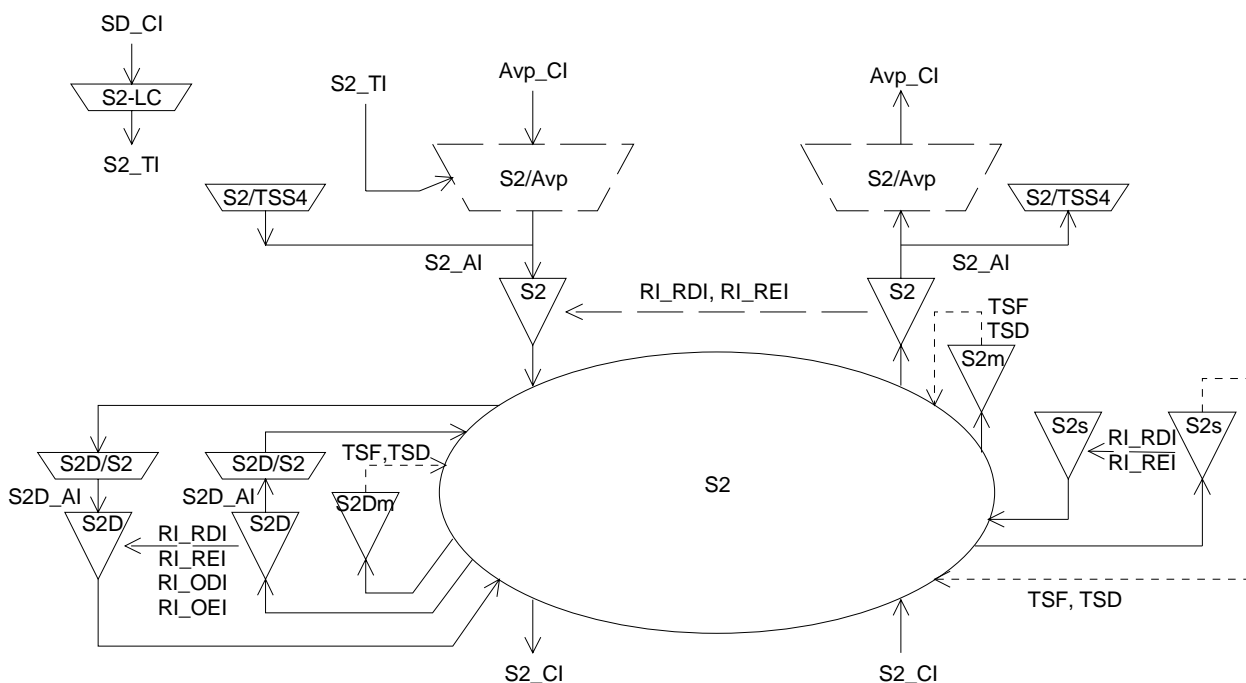 SD_CI
S2-LC
S2_TI
S2_TI
Avp_CI
Avp_CI
S2/Avp
S2/Avp
S2/TSS4
S2/TSS4
S2_AI
S2_AI
S2
RI_RDI, RI_REI
S2
TSF
TSD
S2m
S2s
RI_RDI
RI_REI
S2s
S2D/S2
S2D/S2
TSF,TSD
S2D_AI
S2D_AI
S2Dm
S2
S2D
RI_RDI
RI_REI
RI_ODI
RI_OEI
S2D
TSF, TSD
S2_CI
S2_CI